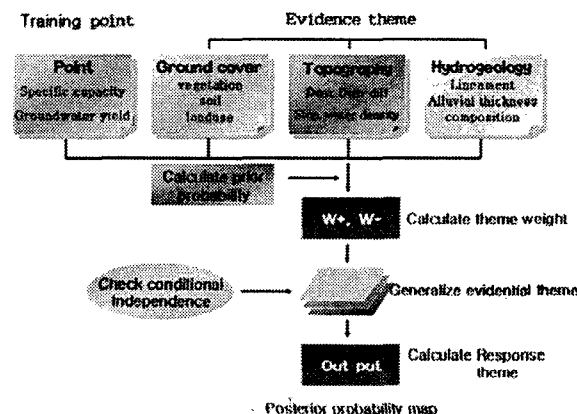 Training point
Evidence theme
Point
Specific capacity
Groundwater yield
Ground cover
vegetation
soil
landuse
Topography
density
Hydrogeology
Lineament
Alluvial thickness
composition
Calculate prior
probability
W+, W-
Calculate theme weight
Check conditional
Independence
Generalize evidential theme
Out put
Calculate Response
theme
Posterior probability map